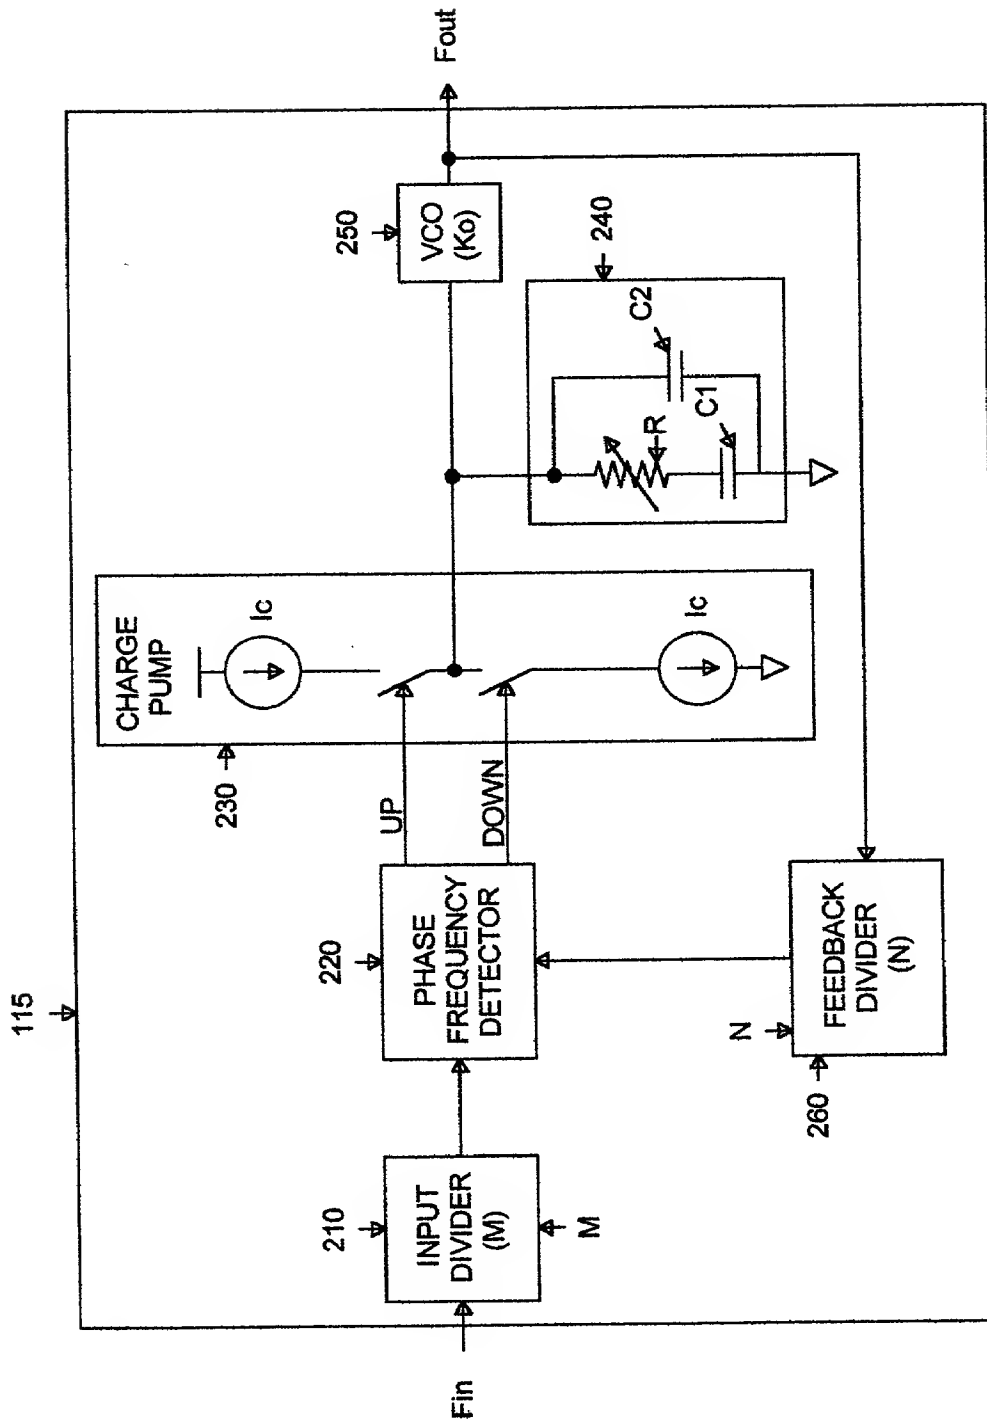 115
Fin
210
INPUT
DIVIDER
(M)
M
220
PHASE
FREQUENCY
DETECTOR
UP
DOWN
230
CHARGE
PUMP
Ic
Ic
240
R
C1
C2
250
VCO
(Ko)
Fout
260
N
FEEDBACK
DIVIDER
(N)